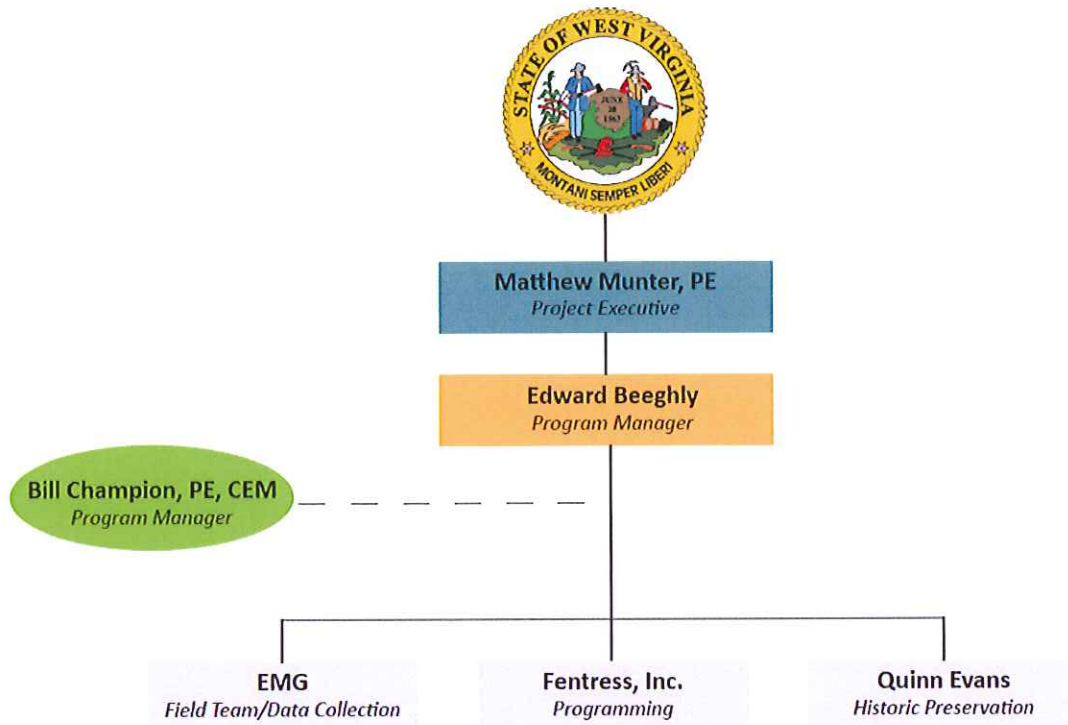 STATE OF WEST VIRGINIA
JUNE
20
1863
MONTANI SEMPER LIBERI
Matthew Munter, PE
Project Executive
Edward Beeghly
Program Manager
Bill Champion, PE, CEM
Program Manager
EMG
Field Team/Data Collection
Fentress, Inc.
Programming
Quinn Evans
Historic Preservation